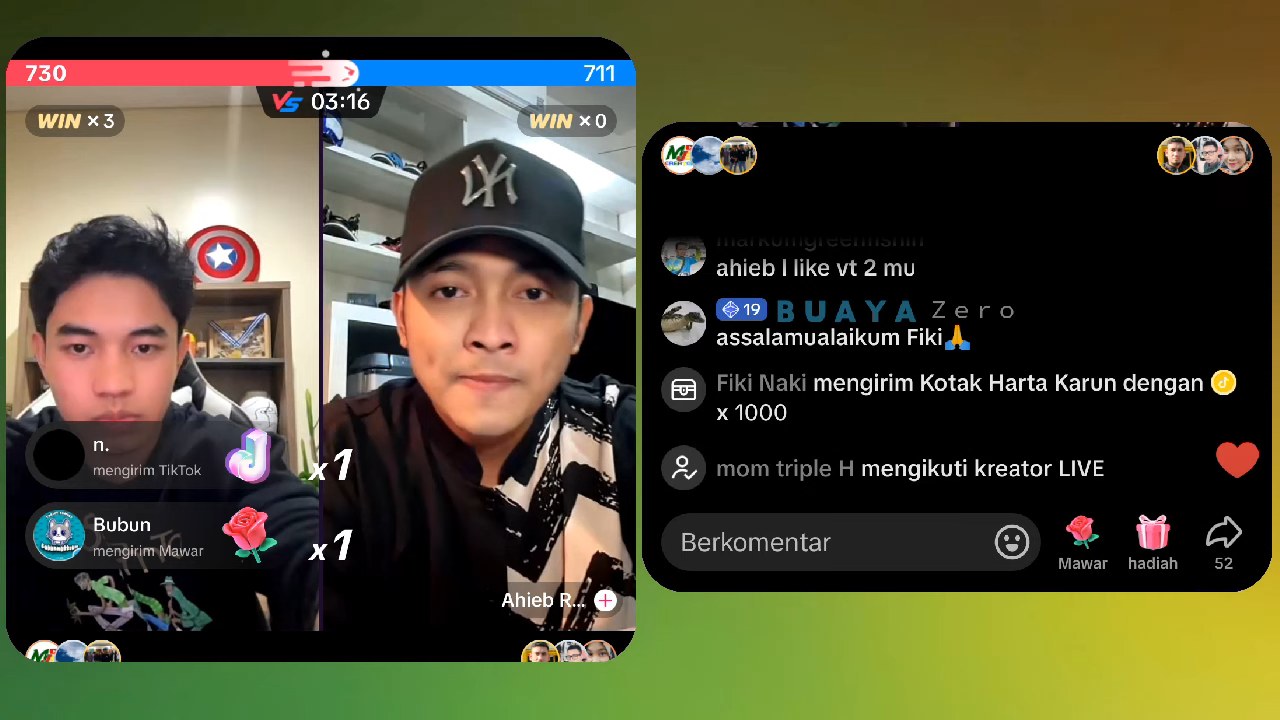 730
711
VS 03:16
WIN × 3
WIN × 0
n.
mengirim TikTok
x1
Bubun
mengirim Mawar
x1
Ahieb R...
markomgreenfishin
ahieb I like vt 2 mu
19 BUAYA Zero
assalamualaikum Fiki🙏
Fiki Naki mengirim Kotak Harta Karun dengan
x 1000
mom triple H mengikuti kreator LIVE
Berkomentar
Mawar
hadiah
52